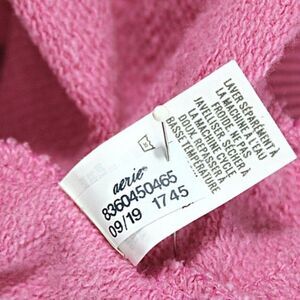 aerie®
8360450465
09/19 1745
LAVER SÉPARÉMENT À
LA MACHINE À L'EAU
FROIDE. NE PAS
JAVELLISER. SÉCHER À
LA MACHINE CYCLE
DOUX. REPASSER À
BASSE TEMPÉRATURE